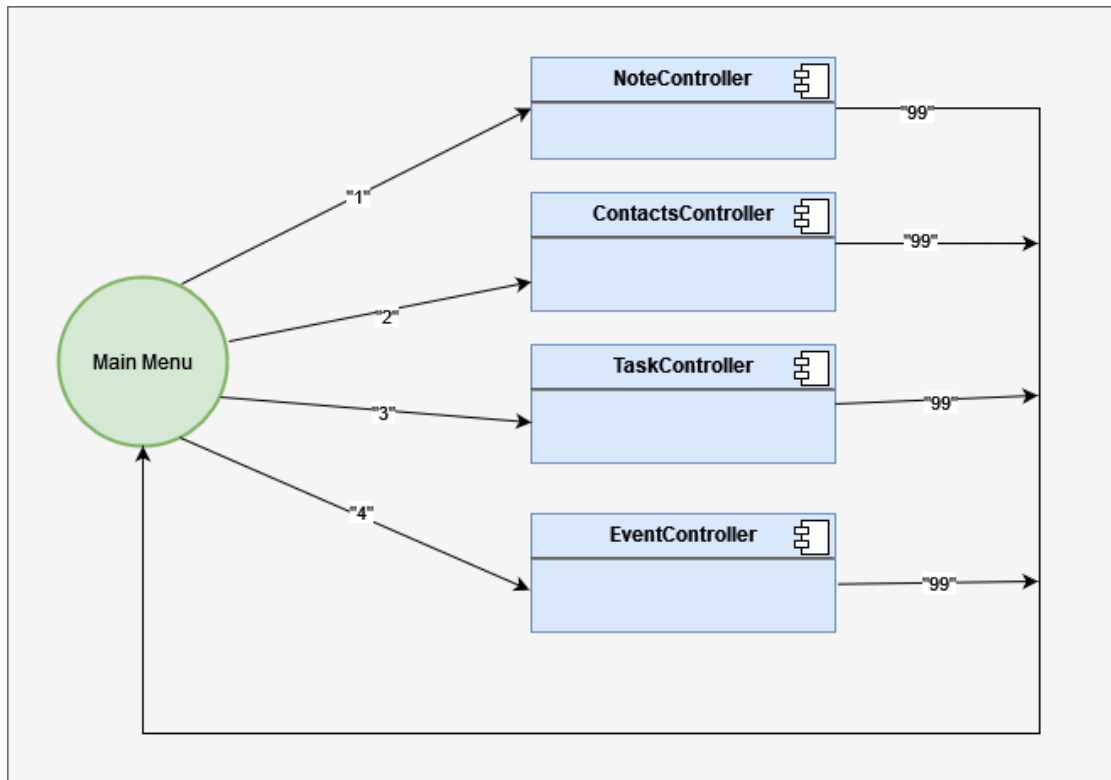 NoteController
"99"
"1"
ContactsController
"99"
"2"
Main Menu
TaskController
"99"
"3"
"4"
EventController
"99"